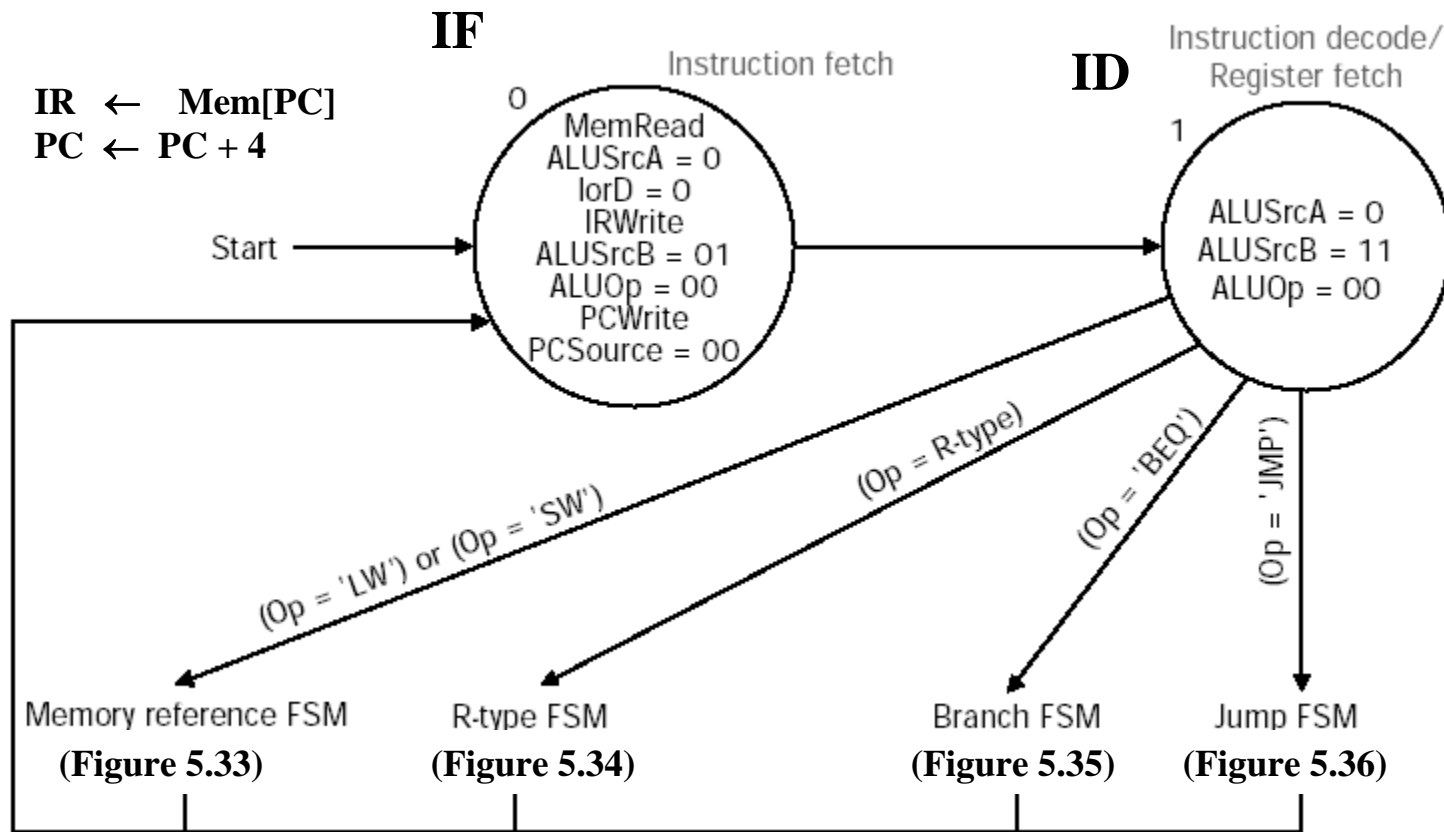 IF
Instruction fetch
IR ← Mem[PC]
PC ← PC + 4
0
MemRead
ALUSrcA = 0
IorD = 0
IRWrite
ALUSrcB = 01
ALUOp = 00
PCWrite
PCSource = 00
Start
ID
Instruction decode/
Register fetch
1
ALUSrcA = 0
ALUSrcB = 11
ALUOp = 00
(Op = 'LW') or (Op = 'SW')
(Op = R-type)
(Op = 'BEQ')
(Op = 'JMP')
Memory reference FSM
(Figure 5.33)
R-type FSM
(Figure 5.34)
Branch FSM
(Figure 5.35)
Jump FSM
(Figure 5.36)